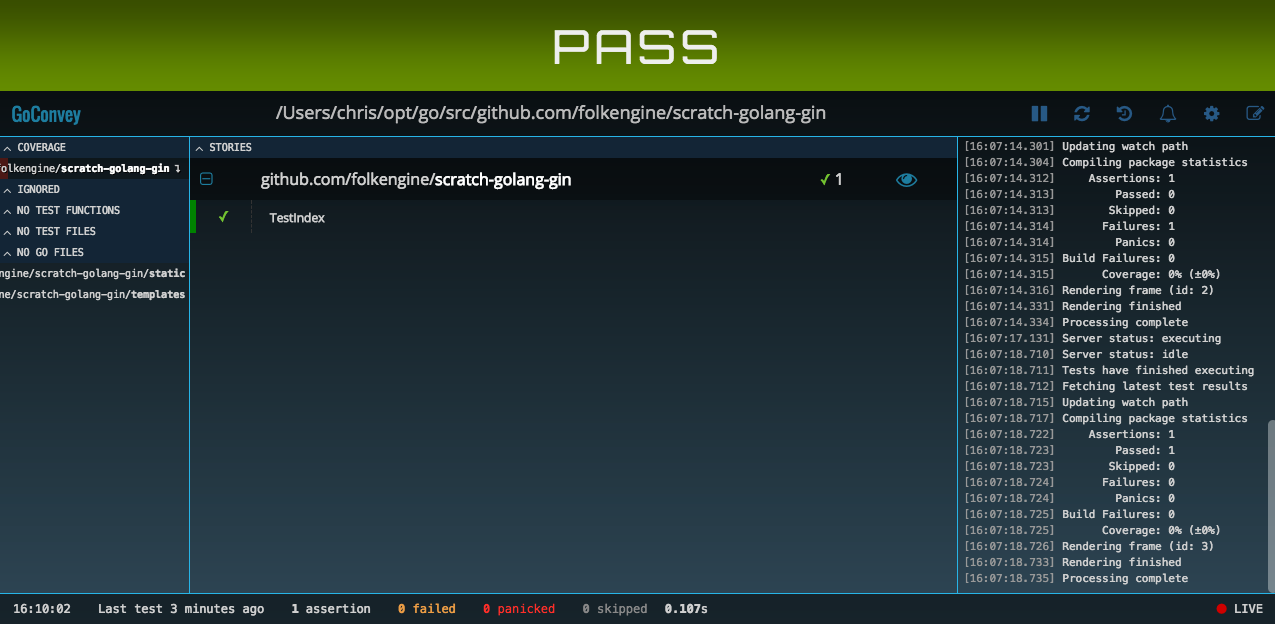 PASS
GoConvey
/Users/chris/opt/go/src/github.com/folkengine/scratch-golang-gin
COVERAGE
olkengine/scratch-golang-gin
IGNORED
NO TEST FUNCTIONS
NO TEST FILES
NO GO FILES
ngine/scratch-golang-gin/static
ne/scratch-golang-gin/templates
STORIES
github.com/folkengine/scratch-golang-gin ✓ 1
✓ TestIndex
[16:07:14.301] Updating watch path
[16:07:14.304] Compiling package statistics
[16:07:14.312] Assertions: 1
[16:07:14.313] Passed: 0
[16:07:14.313] Skipped: 0
[16:07:14.314] Failures: 1
[16:07:14.314] Panics: 0
[16:07:14.315] Build Failures: 0
[16:07:14.315] Coverage: 0% (±0%)
[16:07:14.316] Rendering frame (id: 2)
[16:07:14.331] Rendering finished
[16:07:14.334] Processing complete
[16:07:17.131] Server status: executing
[16:07:18.710] Server status: idle
[16:07:18.711] Tests have finished executing
[16:07:18.712] Fetching latest test results
[16:07:18.715] Updating watch path
[16:07:18.717] Compiling package statistics
[16:07:18.722] Assertions: 1
[16:07:18.723] Passed: 1
[16:07:18.723] Skipped: 0
[16:07:18.724] Failures: 0
[16:07:18.724] Panics: 0
[16:07:18.725] Build Failures: 0
[16:07:18.725] Coverage: 0% (±0%)
[16:07:18.726] Rendering frame (id: 3)
[16:07:18.733] Rendering finished
[16:07:18.735] Processing complete
16:10:02 Last test 3 minutes ago 1 assertion 0 failed 0 panicked 0 skipped 0.107s LIVE